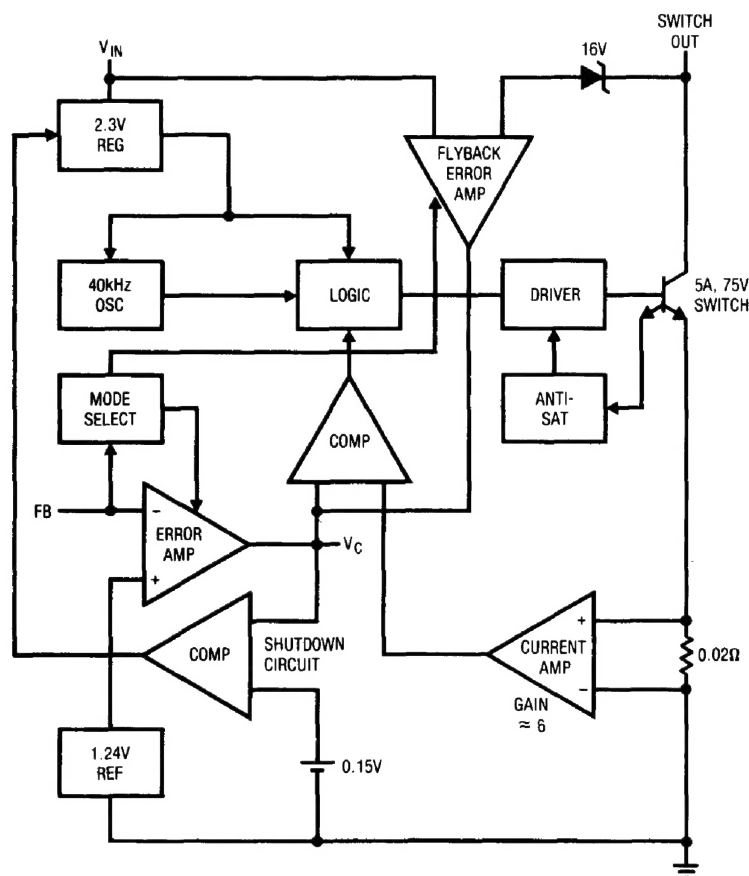 SWITCH
OUT
V_IN
16V
2.3V
REG
FLYBACK
ERROR
AMP
40kHz
OSC
LOGIC
DRIVER
5A, 75V
SWITCH
MODE
SELECT
ANTI-
SAT
COMP
FB
−
ERROR
AMP
+
V_C
COMP
SHUTDOWN
CIRCUIT
+
CURRENT
AMP
−
GAIN
≈ 6
0.02Ω
1.24V
REF
0.15V